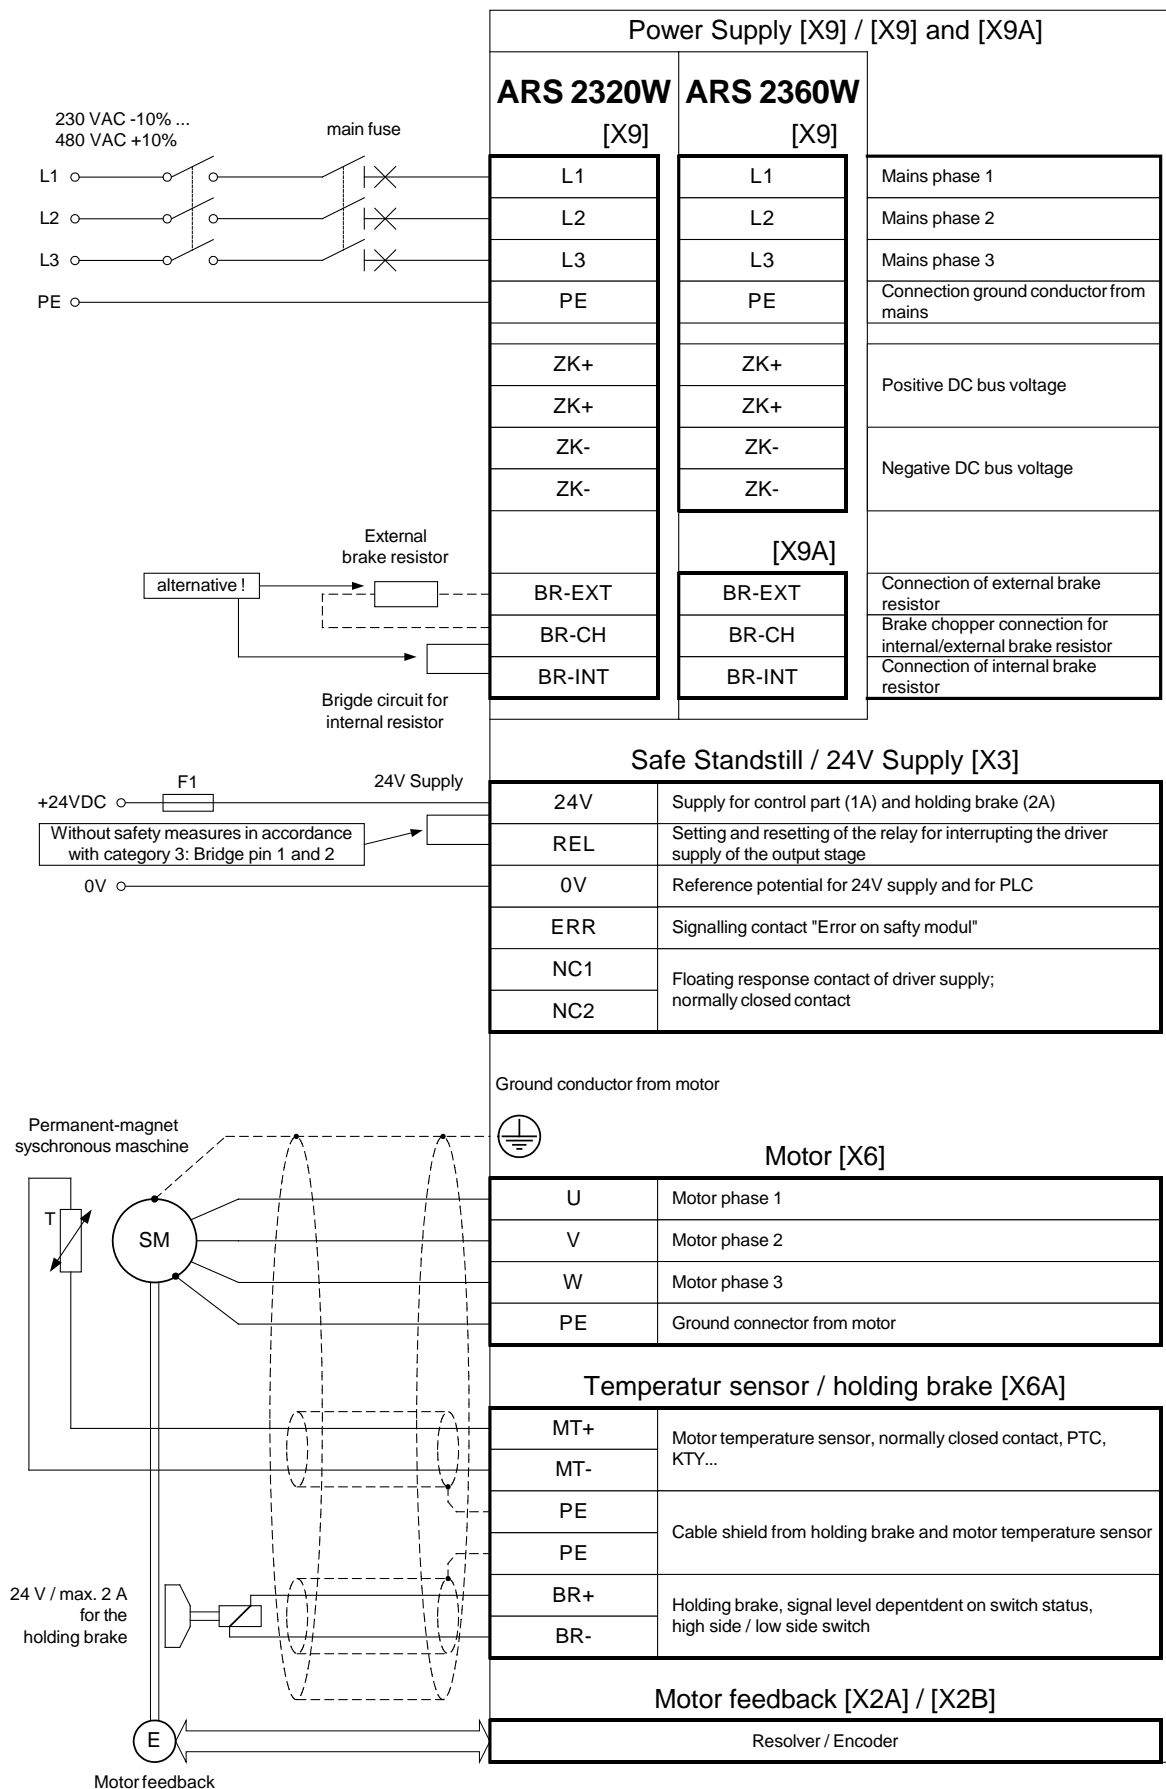 Power Supply [X9] / [X9] and [X9A]
ARS 2320W
ARS 2360W
230 VAC -10% ...
480 VAC +10%
main fuse
[X9]
[X9]
L1
L1
L1
Mains phase 1
L2
L2
L2
Mains phase 2
L3
L3
L3
Mains phase 3
PE
PE
PE
Connection ground conductor from
mains
ZK+
ZK+
Positive DC bus voltage
ZK+
ZK+
ZK-
ZK-
Negative DC bus voltage
ZK-
ZK-
External
brake resistor
[X9A]
alternative !
BR-EXT
BR-EXT
Connection of external brake
resistor
BR-CH
BR-CH
Brake chopper connection for
internal/external brake resistor
BR-INT
BR-INT
Connection of internal brake
resistor
Brigde circuit for
internal resistor
Safe Standstill / 24V Supply [X3]
F1
24V Supply
+24VDC
24V
Supply for control part (1A) and holding brake (2A)
Without safety measures in accordance
with category 3: Bridge pin 1 and 2
REL
Setting and resetting of the relay for interrupting the driver
supply of the output stage
0V
0V
Reference potential for 24V supply and for PLC
ERR
Signalling contact "Error on safty modul"
NC1
Floating response contact of driver supply;
normally closed contact
NC2
Ground conductor from motor
Permanent-magnet
syschronous maschine
Motor [X6]
T
SM
U
Motor phase 1
V
Motor phase 2
W
Motor phase 3
PE
Ground connector from motor
Temperatur sensor / holding brake [X6A]
MT+
Motor temperature sensor, normally closed contact, PTC,
KTY...
MT-
PE
Cable shield from holding brake and motor temperature sensor
PE
24 V / max. 2 A
for the
holding brake
BR+
Holding brake, signal level depentdent on switch status,
high side / low side switch
BR-
Motor feedback [X2A] / [X2B]
E
Resolver / Encoder
Motor feedback